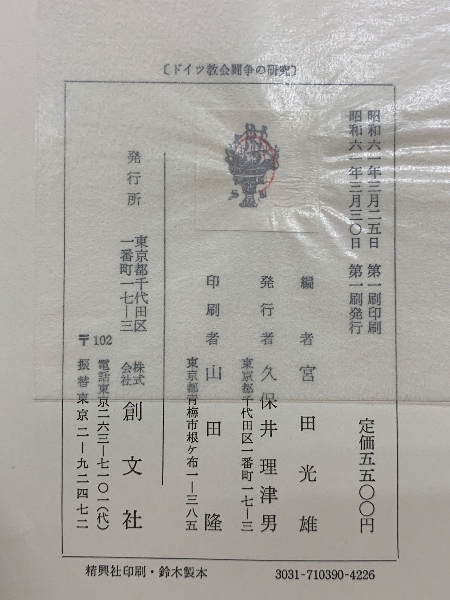 〔ドイツ教会闘争の研究〕
昭和六一年三月二五日　第一刷印刷
昭和六一年三月三〇日　第一刷発行
定価五五〇〇円
編者　宮田光雄
発行者　久保井理津男
東京都千代田区一番町一七―三
印刷者　山田隆
東京都青梅市根ケ布一―三八五
発行所
東京都千代田区
一番町一七―三
株式
会社　創文社
〒102
電話東京二六三―七一〇一(代)
振替東京二―九二四七二
精興社印刷・鈴木製本
3031-710390-4226